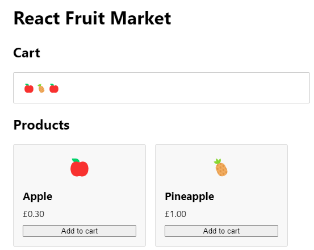 React Fruit Market
Cart
Products
Apple
£0.30
Add to cart
Pineapple
£1.00
Add to cart